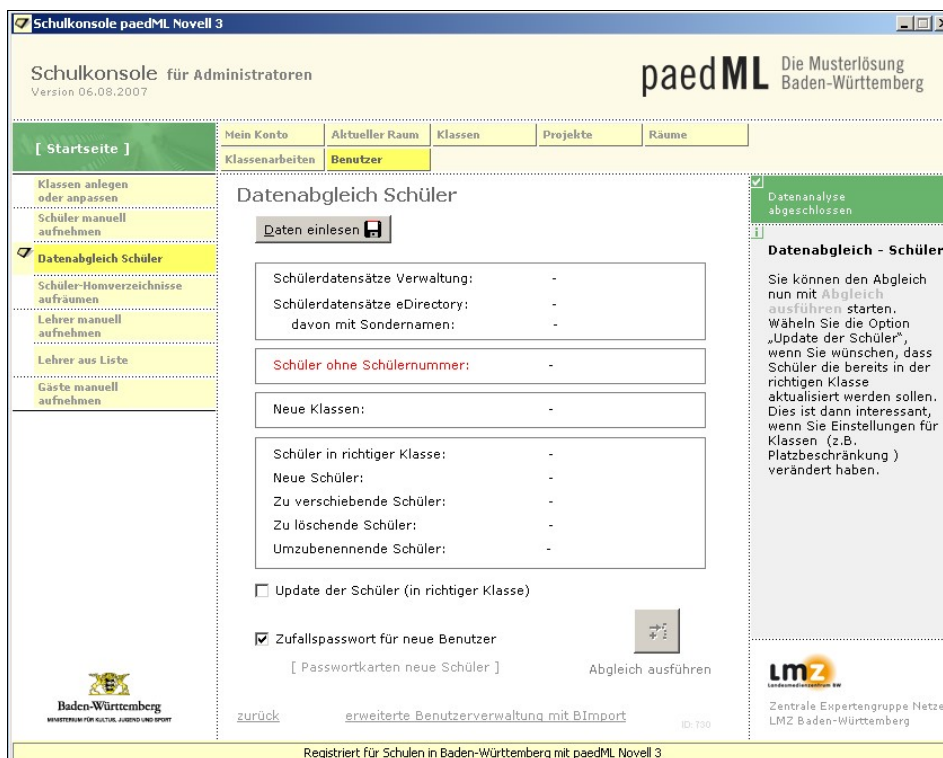 Schulkonsole paedML Novell 3
Schulkonsole für Administratoren
Version 06.08.2007
paedML Die Musterlösung
Baden-Württemberg
[ Startseite ]
Mein Konto
Aktueller Raum
Klassen
Projekte
Räume
Klassenarbeiten
Benutzer
Klassen anlegen
oder anpassen
Schüler manuell
aufnehmen
Datenabgleich Schüler
Schüler-Homverzeichnisse
aufräumen
Lehrer manuell
aufnehmen
Lehrer aus Liste
Gäste manuell
aufnehmen
Baden-Württemberg
MINISTERIUM FÜR KULTUS, JUGEND UND SPORT
Datenabgleich Schüler
Daten einlesen
Schülerdatensätze Verwaltung: -
Schülerdatensätze eDirectory: -
davon mit Sondernamen: -
Schüler ohne Schülernummer: -
Neue Klassen: -
Schüler in richtiger Klasse: -
Neue Schüler: -
Zu verschiebende Schüler: -
Zu löschende Schüler: -
Umzubenennende Schüler: -
Update der Schüler (in richtiger Klasse)
Zufallspasswort für neue Benutzer
[ Passwortkarten neue Schüler ]
Abgleich ausführen
zurück
erweiterte Benutzerverwaltung mit BImport
ID: 730
Datenanalyse
abgeschlossen
Datenabgleich - Schüler
Sie können den Abgleich
nun mit Abgleich
ausführen starten.
Wäheln Sie die Option
„Update der Schüler“,
wenn Sie wünschen, dass
Schüler die bereits in der
richtigen Klasse
aktualisiert werden sollen.
Dies ist dann interessant,
wenn Sie Einstellungen für
Klassen (z.B.
Platzbeschränkung )
verändert haben.
LMZ
Landesmedienzentrum BW
Zentrale Expertengruppe Netze
LMZ Baden-Württemberg
Registriert für Schulen in Baden-Württemberg mit paedML Novell 3